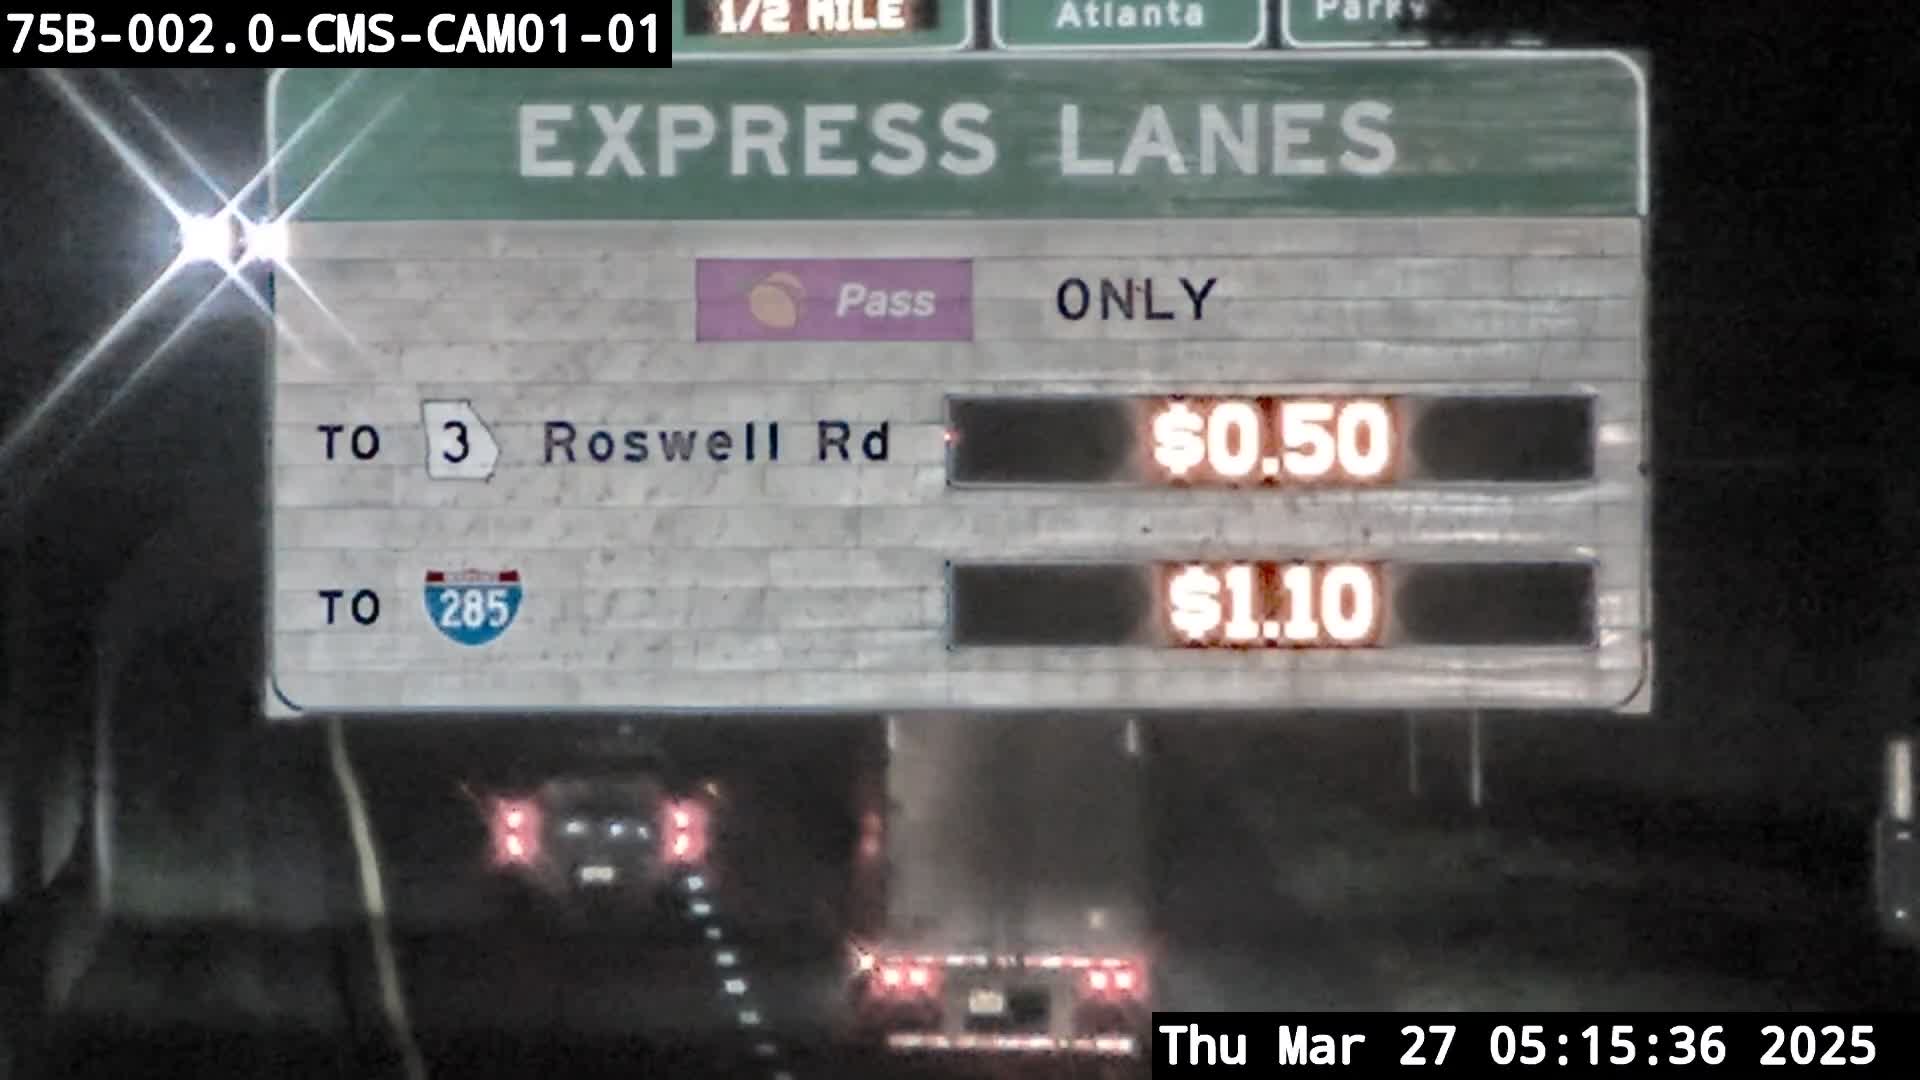 75B-002.0-CMS-CAM01-01
1/2 MILE
Atlanta
EXPRESS LANES
Pass ONLY
TO 3 Roswell Rd $0.50
TO 285 $1.10
Thu Mar 27 05:15:36 2025